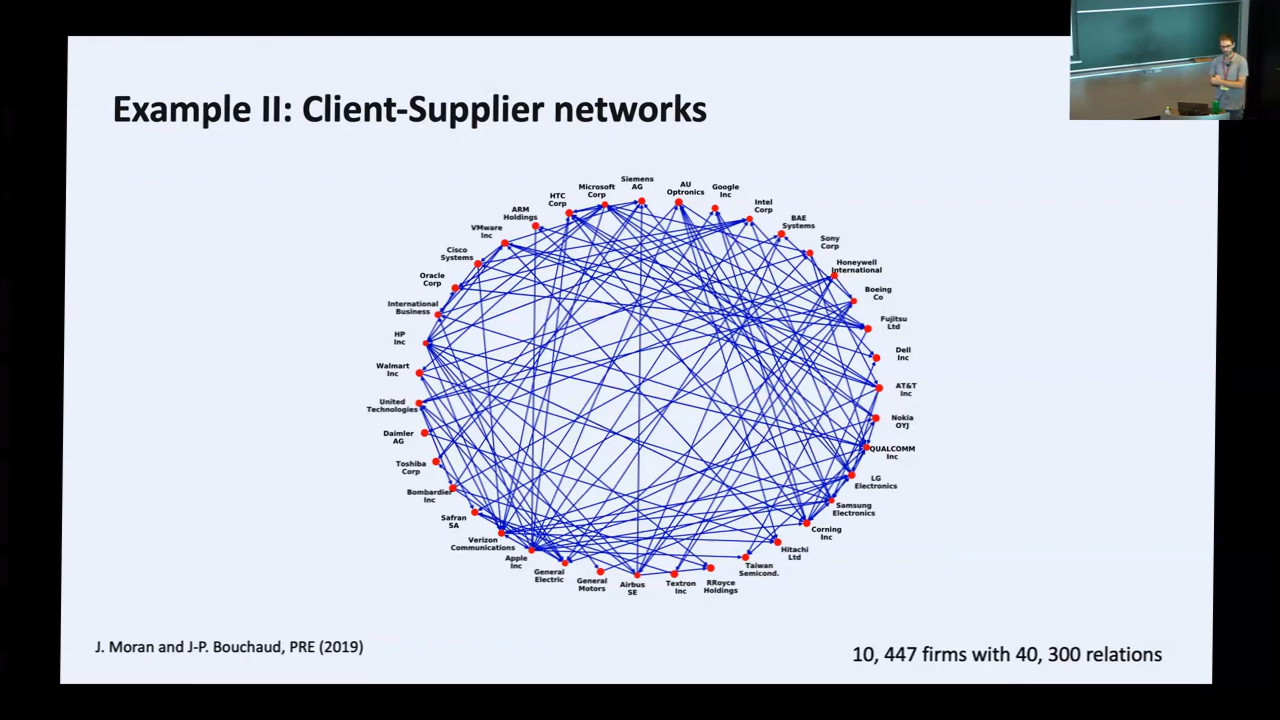 Example II: Client-Supplier networks
Siemens
AG
AU
Optronics
Google
Inc
Intel
Corp
BAE
Systems
Sony
Corp
Honeywell
International
Boeing
Co
Fujitsu
Ltd
Dell
Inc
AT&T
Inc
Nokia
OYJ
QUALCOMM
Inc
LG
Electronics
Samsung
Electronics
Corning
Inc
Hitachi
Ltd
Taiwan
Semicond.
RRoyce
Holdings
Textron
Inc
Airbus
SE
General
Motors
General
Electric
Apple
Inc
Verizon
Communications
Safran
SA
Bombardier
Inc
Toshiba
Corp
Daimler
AG
United
Technologies
Walmart
Inc
HP
Inc
International
Business
Oracle
Corp
Cisco
Systems
VMware
Inc
ARM
Holdings
HTC
Corp
Microsoft
Corp
J. Moran and J-P. Bouchaud, PRE (2019)
10, 447 firms with 40, 300 relations